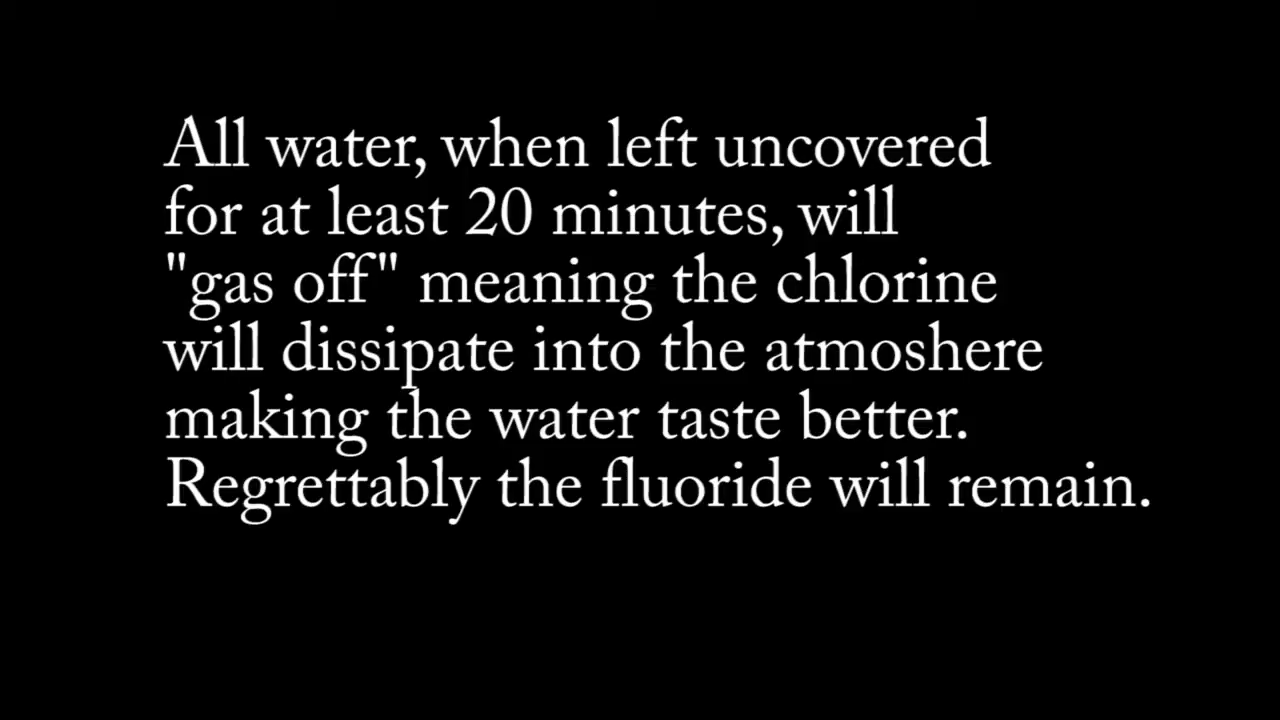 All water, when left uncovered
for at least 20 minutes, will
"gas off" meaning the chlorine
will dissipate into the atmoshere
making the water taste better.
Regrettably the fluoride will remain.